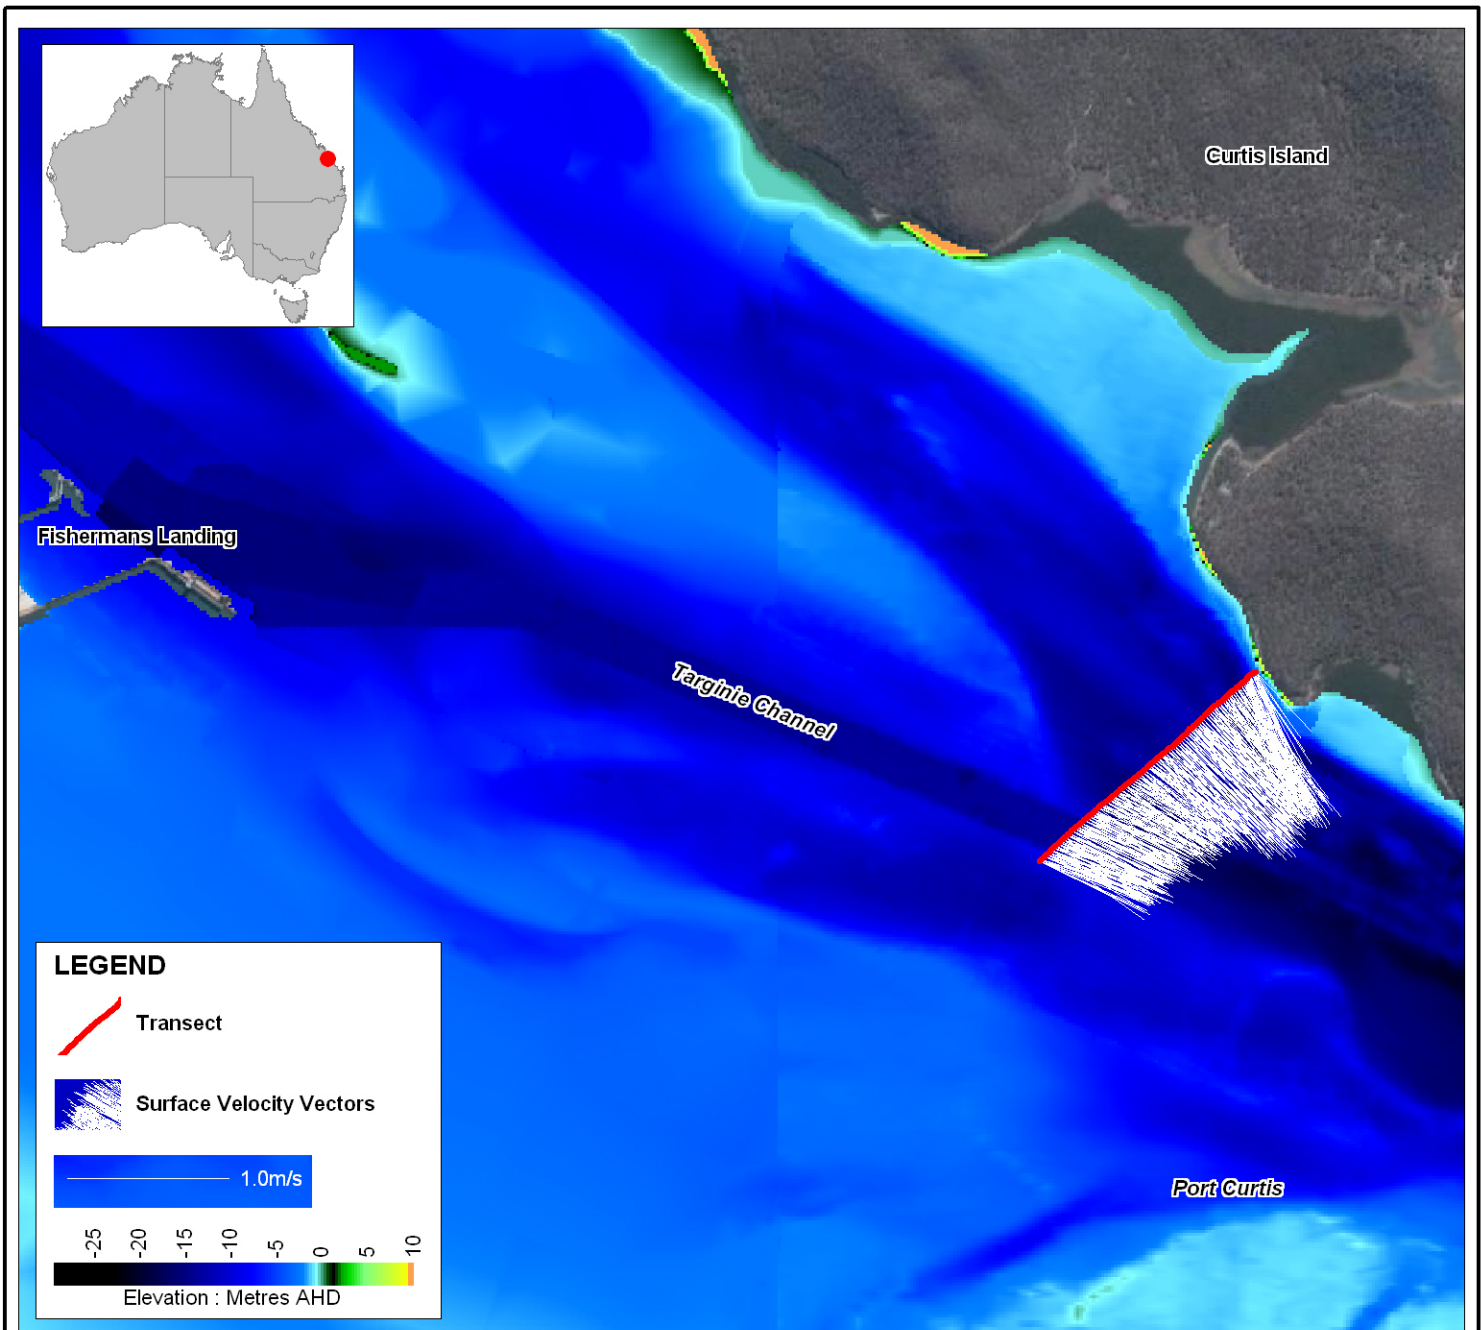 Curtis Island
Fishermans Landing
Targinie Channel
LEGEND
Transect
Surface Velocity Vectors
1.0m/s
-25 -20 -15 -10 -5 0 5 10
Elevation : Metres AHD
Port Curtis